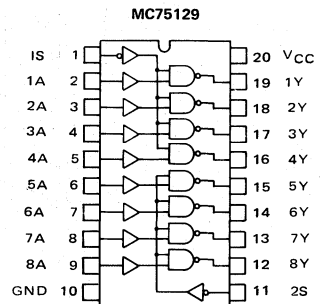 MC75129
IS 1 20 VCC
1A 2 19 1Y
2A 3 18 2Y
3A 4 17 3Y
4A 5 16 4Y
5A 6 15 5Y
6A 7 14 6Y
7A 8 13 7Y
8A 9 12 8Y
GND 10 11 2S